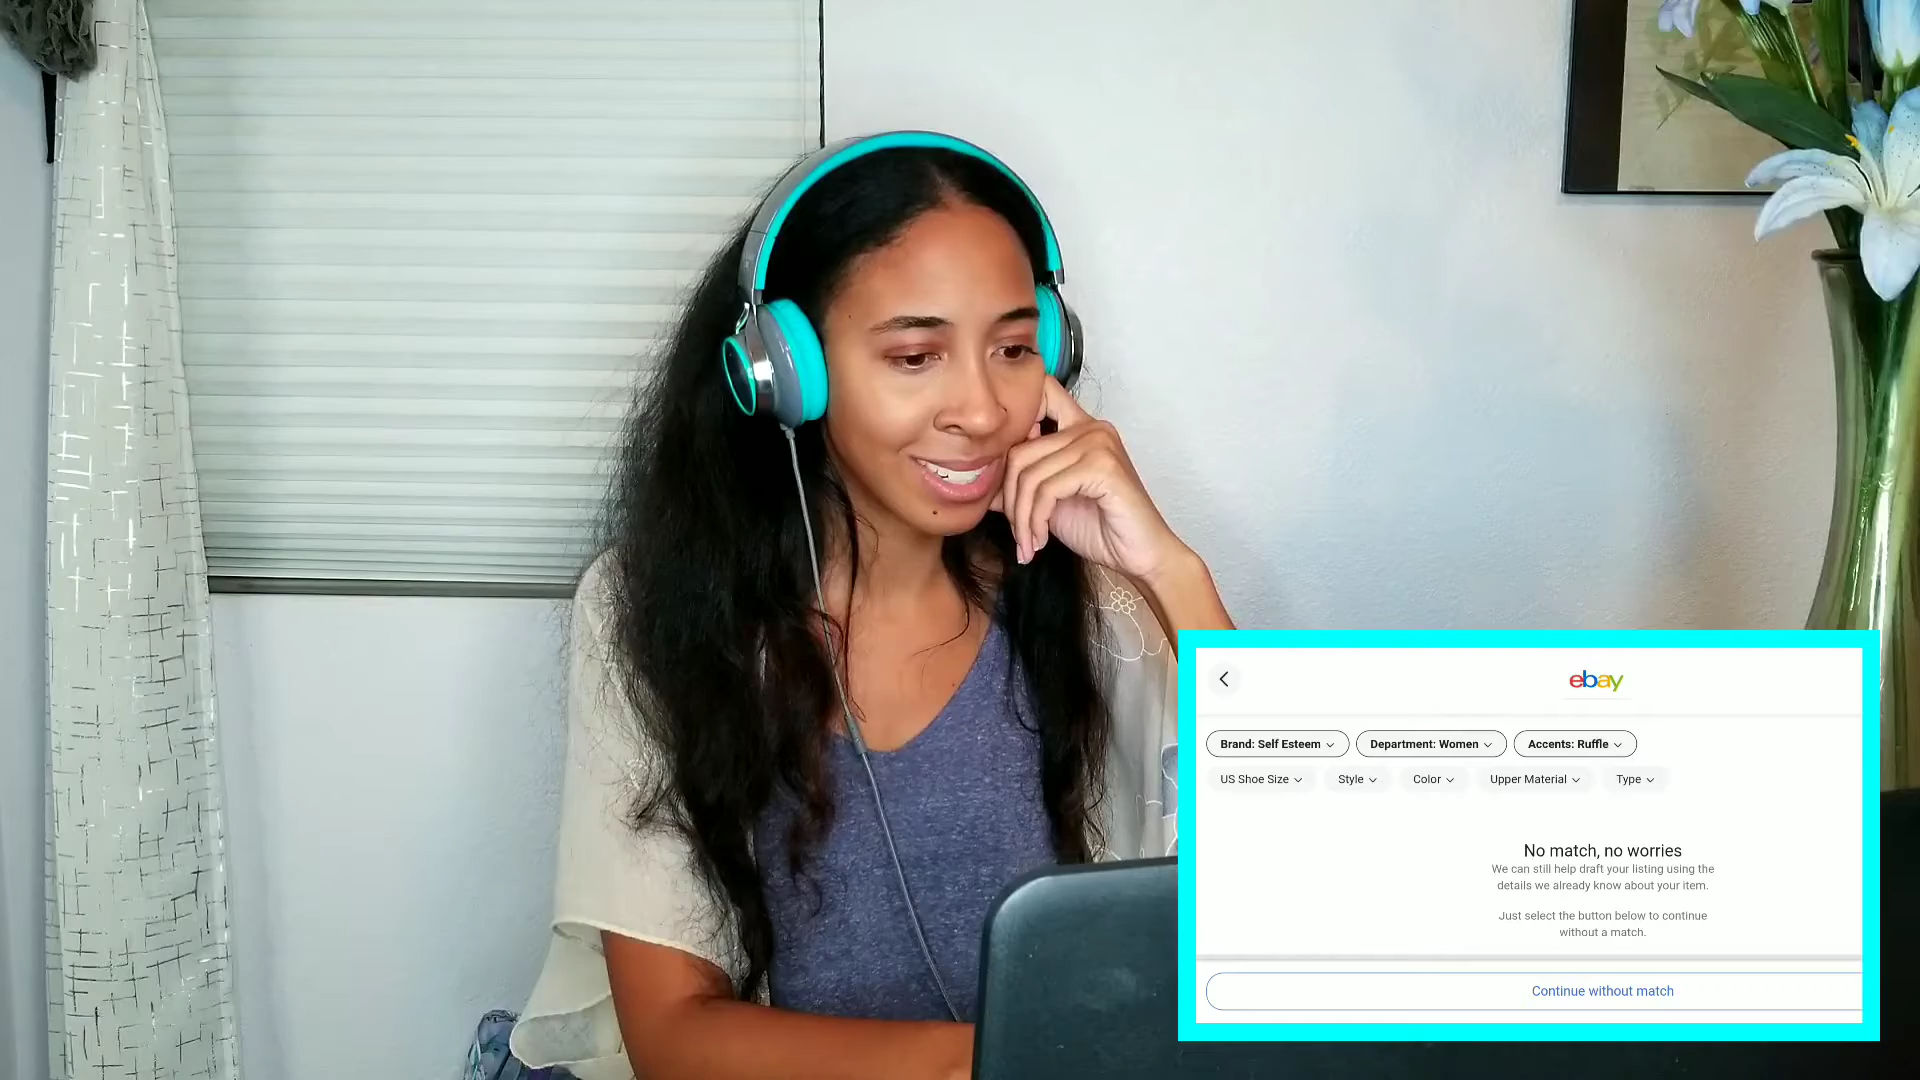 ebay
Brand: Self Esteem Department: Women Accents: Ruffle
US Shoe Size Style Color Upper Material Type
No match, no worries
We can still help draft your listing using the
details we already know about your item.
Just select the button below to continue
without a match.
Continue without match